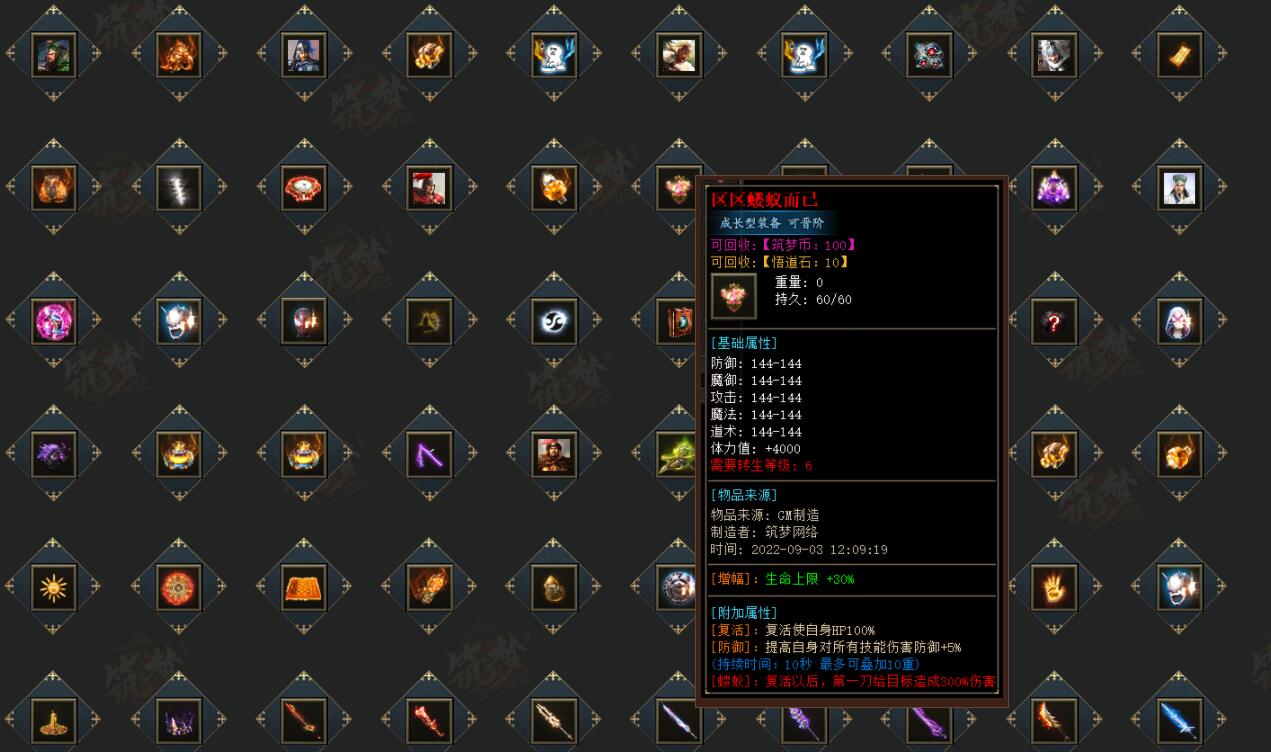 区区蝼蚁而已
成长型装备 可晋阶
可回收:【筑梦币: 100】
可回收:【悟道石: 10】
重量: 0
持久: 60/60
[基础属性]
防御: 144-144
魔御: 144-144
攻击: 144-144
魔法: 144-144
道术: 144-144
体力值: +4000
需要转生等级: 6
[物品来源]
物品来源: GM制造
制造者: 筑梦网络
时间: 2022-09-03 12:09:19
[增幅]: 生命上限 +30%
[附加属性]
[复活]: 复活使自身HP100%
[防御]: 提高自身对所有技能伤害防御+5%
(持续时间: 10秒 最多可叠加10重)
[蝼蚁]: 复活以后, 第一刀给目标造成300%伤害
?